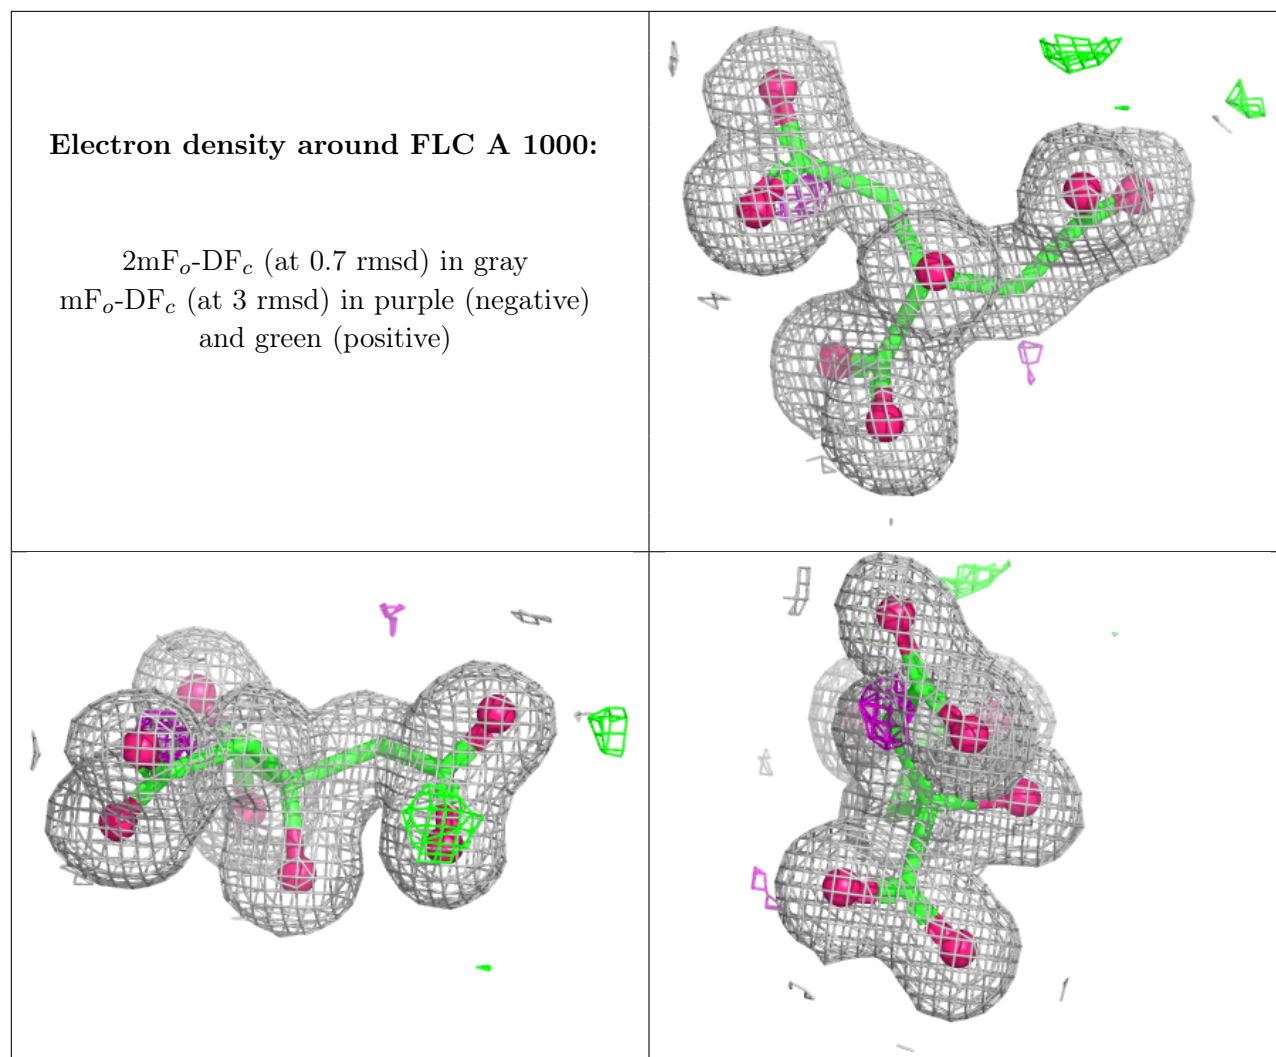 Electron density around FLC A 1000:
2mFₒ-DF𝒸 (at 0.7 rmsd) in gray
mFₒ-DF𝒸 (at 3 rmsd) in purple (negative)
and green (positive)